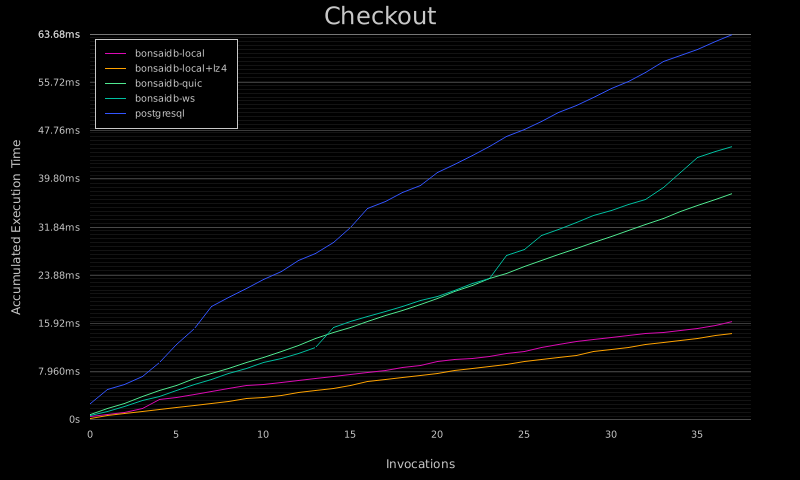 Checkout
63.68ms
55.72ms
47.76ms
39.80ms
31.84ms
23.88ms
15.92ms
7.960ms
0s
Accumulated Execution Time
bonsaidb-local
bonsaidb-local+lz4
bonsaidb-quic
bonsaidb-ws
postgresql
0 5 10 15 20 25 30 35
Invocations